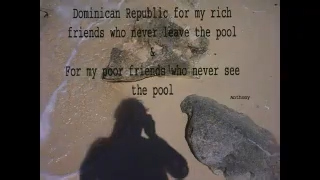 Dominican Republic for my rich
friends who never leave the pool
&
For my poor friends who never see
the pool
Anthony